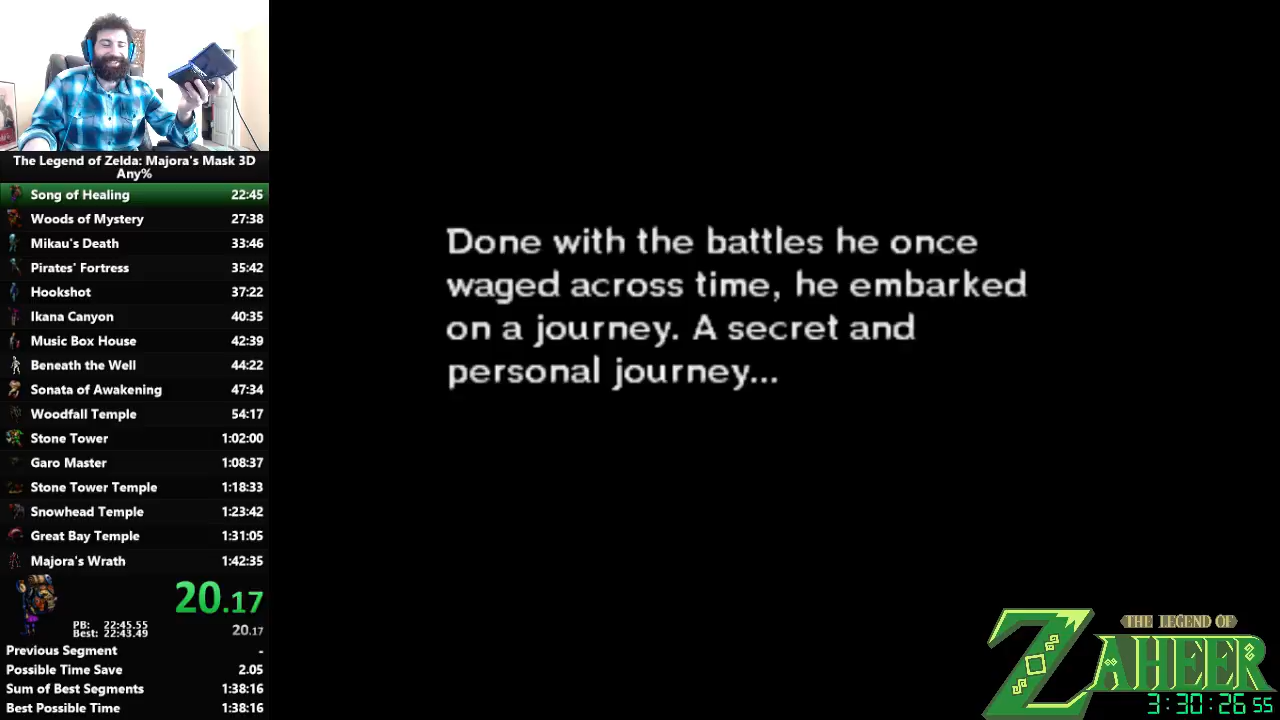 The Legend of Zelda: Majora's Mask 3D
Any%
Song of Healing 22:45
Woods of Mystery 27:38
Mikau's Death 33:46
Pirates' Fortress 35:42
Hookshot 37:22
Ikana Canyon 40:35
Music Box House 42:39
Beneath the Well 44:22
Sonata of Awakening 47:34
Woodfall Temple 54:17
Stone Tower 1:02:00
Garo Master 1:08:37
Stone Tower Temple 1:18:33
Snowhead Temple 1:23:42
Great Bay Temple 1:31:05
Majora's Wrath 1:42:35
20.17
PB: 22:45.55
Best: 22:43.49
20.17
Previous Segment -
Possible Time Save 2.05
Sum of Best Segments 1:38:16
Best Possible Time 1:38:16
Done with the battles he once
waged across time, he embarked
on a journey. A secret and
personal journey...
THE LEGEND OF
ZAHEER
3:30:26 55